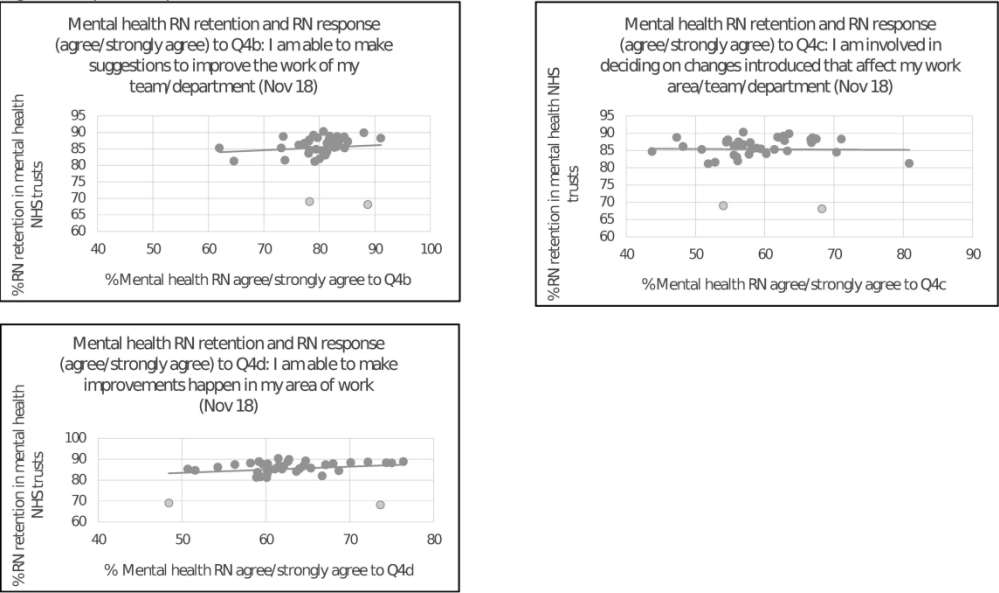 Mental health RN retention and RN response
(agree/strongly agree) to Q4b: I am able to make
suggestions to improve the work of my
team/department (Nov 18)
%RN retention in mental health
NHS trusts
95
90
85
80
75
70
65
60
40 50 60 70 80 90 100
%Mental health RN agree/strongly agree to Q4b
Mental health RN retention and RN response
(agree/strongly agree) to Q4c: I am involved in
deciding on changes introduced that affect my work
area/team/department (Nov 18)
%RN retention in mental health NHS
trusts
95
90
85
80
75
70
65
60
40 50 60 70 80 90
%Mental health RN agree/strongly agree to Q4c
Mental health RN retention and RN response
(agree/strongly agree) to Q4d: I am able to make
improvements happen in my area of work
(Nov 18)
%RN retention in mental health
NHS trusts
100
90
80
70
60
40 50 60 70 80
% Mental health RN agree/strongly agree to Q4d